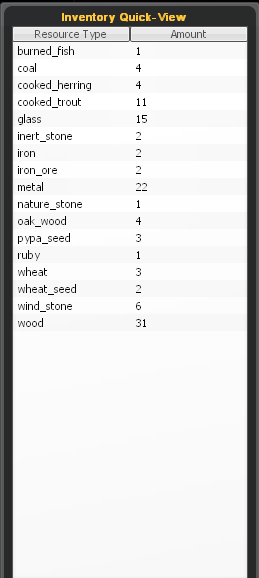 Inventory Quick-View
Resource Type Amount
burned_fish 1
coal 4
cooked_herring 4
cooked_trout 11
glass 15
inert_stone 2
iron 2
iron_ore 2
metal 22
nature_stone 1
oak_wood 4
pypa_seed 3
ruby 1
wheat 3
wheat_seed 2
wind_stone 6
wood 31